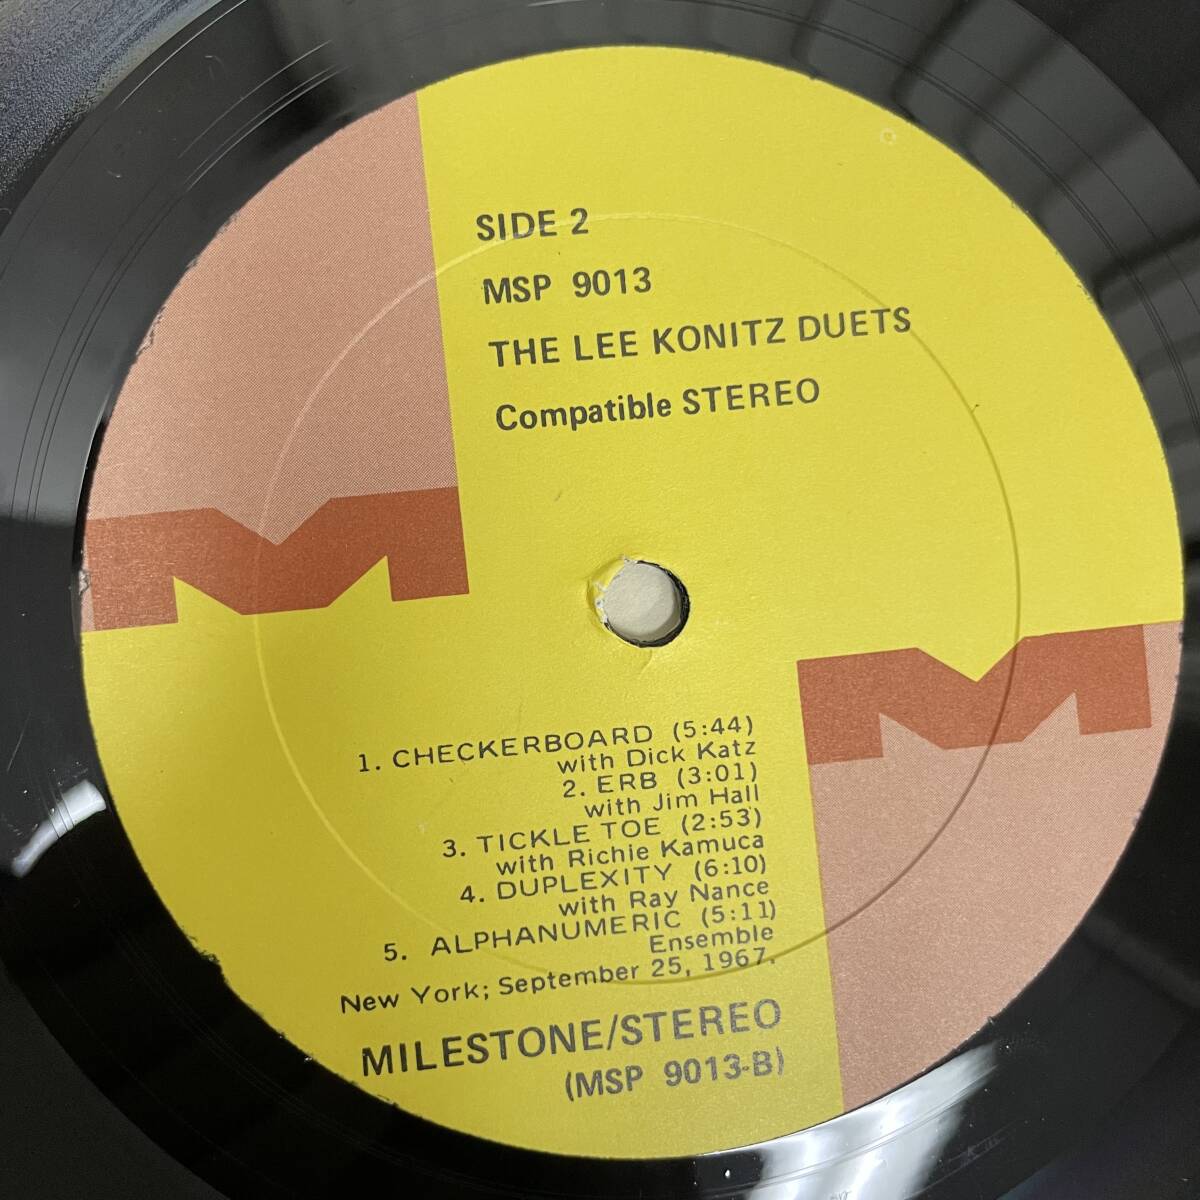 SIDE 2
MSP 9013
THE LEE KONITZ DUETS
Compatible STEREO
1. CHECKERBOARD (5:44)
with Dick Katz
2. ERB (3:01)
with Jim Hall
3. TICKLE TOE (2:53)
with Richie Kamuca
4. DUPLEXITY (6:10)
with Ray Nance
5. ALPHANUMERIC (5:11)
Ensemble
New York; September 25, 1967.
MILESTONE/STEREO
(MSP 9013-B)